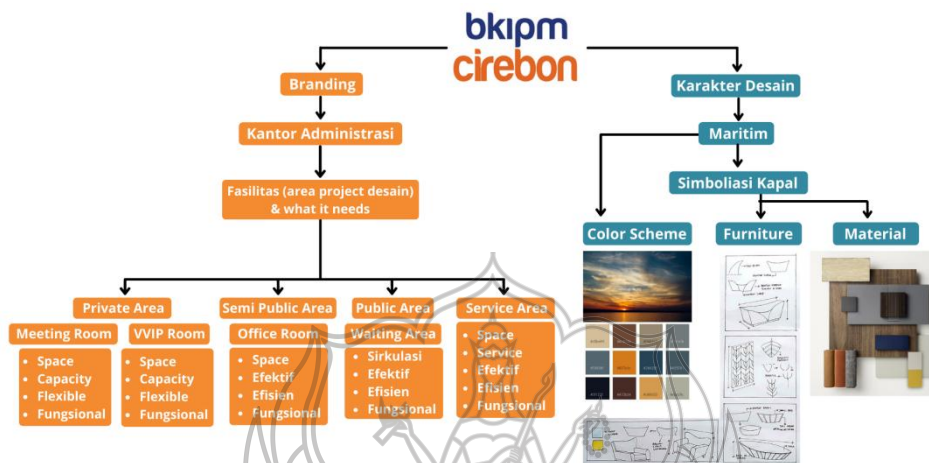 bkipm
cirebon
Branding
Karakter Desain
Kantor Administrasi
Maritim
Fasilitas (area project desain)
& what it needs
Simboliasi Kapal
Color Scheme
Furniture
Material
Private Area
Semi Public Area
Public Area
Service Area
Meeting Room
VVIP Room
Office Room
Waiting Area
• Space
• Capacity
• Flexible
• Fungsional
• Space
• Capacity
• Flexible
• Fungsional
• Space
• Efektif
• Efisien
• Fungsional
• Sirkulasi
• Efektif
• Efisien
• Fungsional
• Space
• Service
• Efektif
• Efisien
• Fungsional